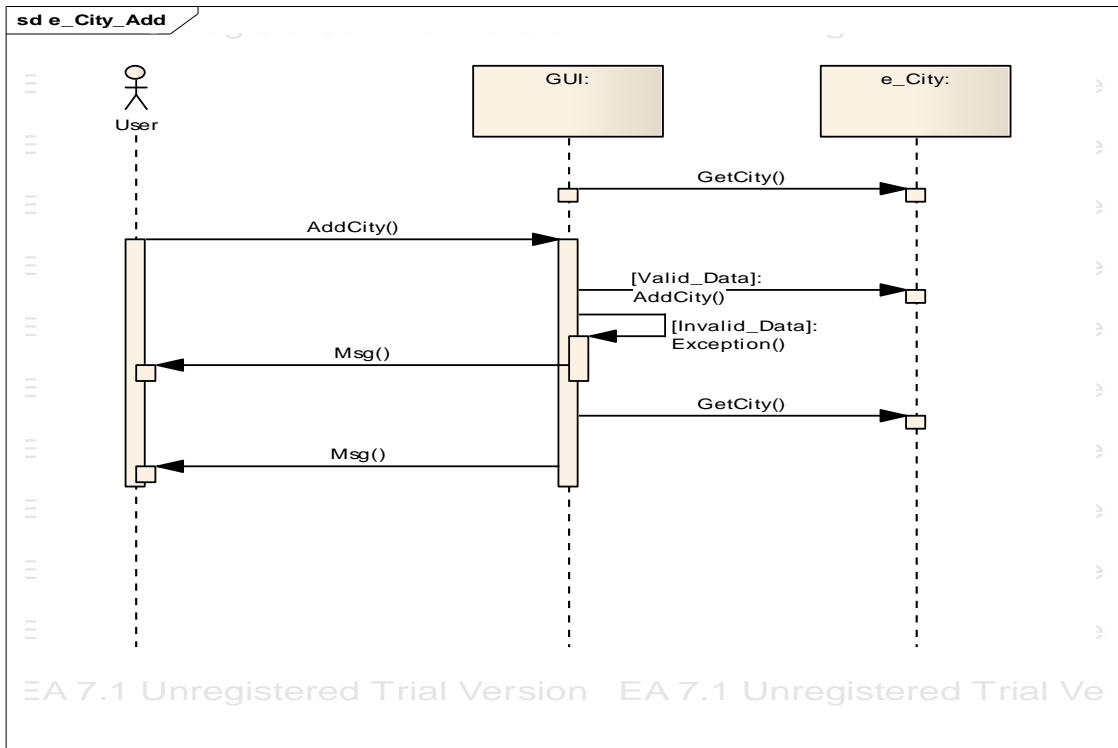 sd e_City_Add
User
GUI:
e_City:
GetCity()
AddCity()
[Valid_Data]:
AddCity()
[Invalid_Data]:
Exception()
Msg()
GetCity()
Msg()
EA 7.1 Unregistered Trial Version EA 7.1 Unregistered Trial Ve